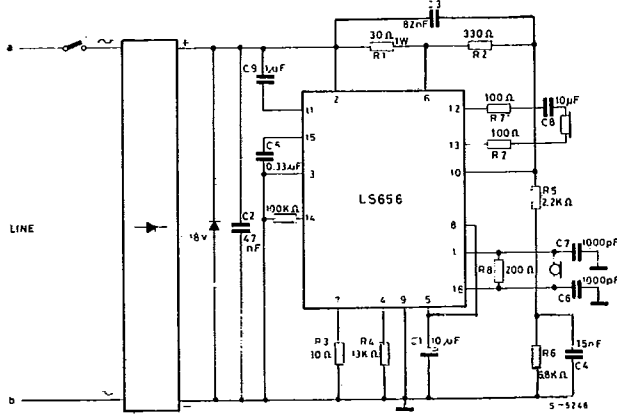 C3
82nF
a
~
+
30Ω
1W
R1
330Ω
R2
C9
1µF
2
6
11
12
100Ω
R7'
10µF
C8
15
C5
0.33µF
3
13
100Ω
R7
10
LS656
R5
2.2KΩ
100KΩ
14
8
LINE
18v
C2
47
nF
1
R8
200Ω
C7
1000pF
16
C6
1000pF
7
4
9
5
R3
30Ω
R4
13KΩ
C1
10µF
R6
6.8KΩ
15nF
C4
b
~
−
S-5246